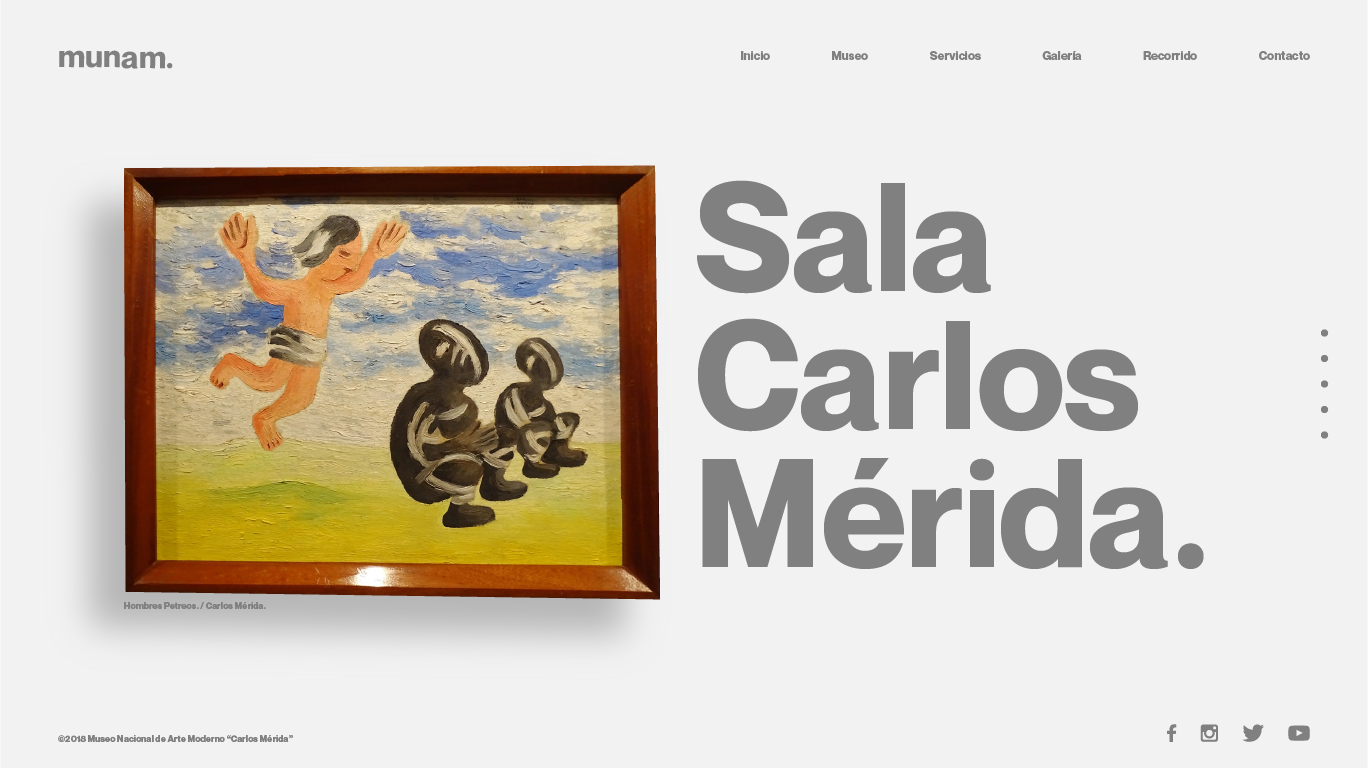 munam.
Inicio
Museo
Servicios
Galería
Recorrido
Contacto
Sala
Carlos
Mérida.
Hombres Petreos. / Carlos Mérida.
©2018 Museo Nacional de Arte Moderno “Carlos Mérida”